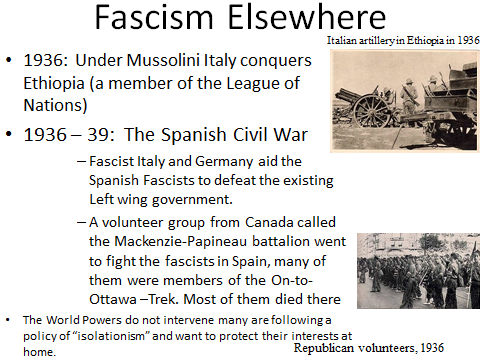 Fascism Elsewhere
Italian artillery in Ethiopia in 1936
• 1936: Under Mussolini Italy conquers
Ethiopia (a member of the League of
Nations)
• 1936 – 39: The Spanish Civil War
– Fascist Italy and Germany aid the
Spanish Fascists to defeat the existing
Left wing government.
– A volunteer group from Canada called
the Mackenzie-Papineau battalion went
to fight the fascists in Spain, many of
them were members of the On-to-
Ottawa –Trek. Most of them died there
• The World Powers do not intervene many are following a
policy of “isolationism” and want to protect their interests at
home.
Republican volunteers, 1936